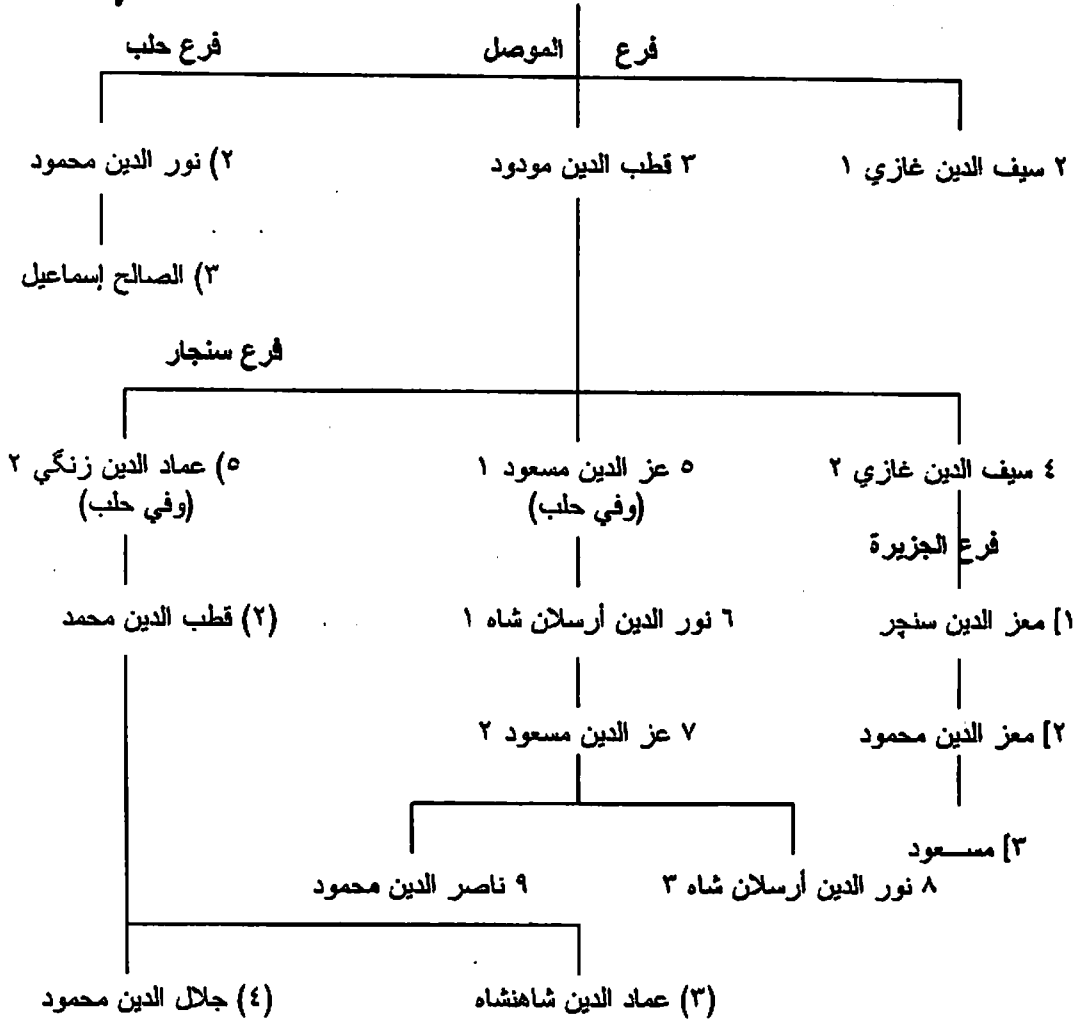 فرع الموصل
فرع حلب
٢ سيف الدين غازي ١
٣ قطب الدين مودود
٢) نور الدين محمود
٣) الصالح إسماعيل
فرع سنجار
٤ سيف الدين غازي ٢
٥ عز الدين مسعود ١
(وفي حلب)
٥) عماد الدين زنگي ٢
(وفي حلب)
فرع الجزيرة
١] معز الدين سنچر
٦ نور الدين أرسلان شاه ١
(٢) قطب الدين محمد
٢] معز الدين محمود
٧ عز الدين مسعود ٢
٣] مسعود
٨ نور الدين أرسلان شاه ٣
٩ ناصر الدين محمود
(٣) عماد الدين شاهنشاه
(٤) جلال الدين محمود